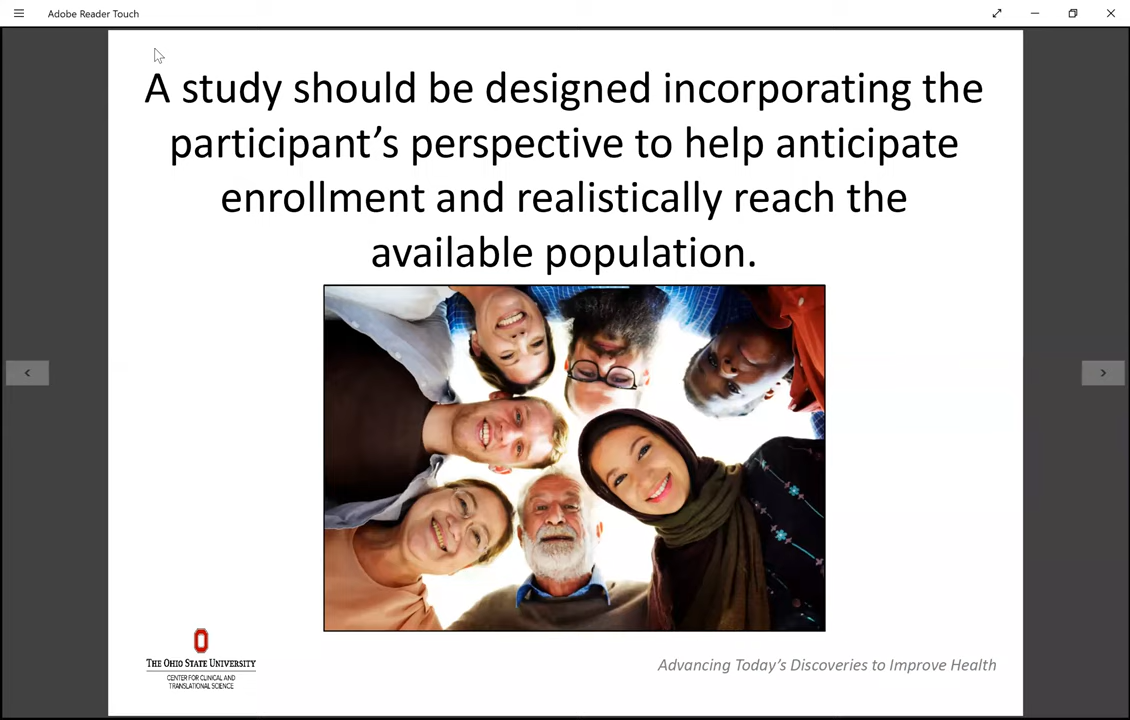 Adobe Reader Touch
A study should be designed incorporating the
participant’s perspective to help anticipate
enrollment and realistically reach the
available population.
THE OHIO STATE UNIVERSITY
CENTER FOR CLINICAL AND
TRANSLATIONAL SCIENCE
Advancing Today’s Discoveries to Improve Health